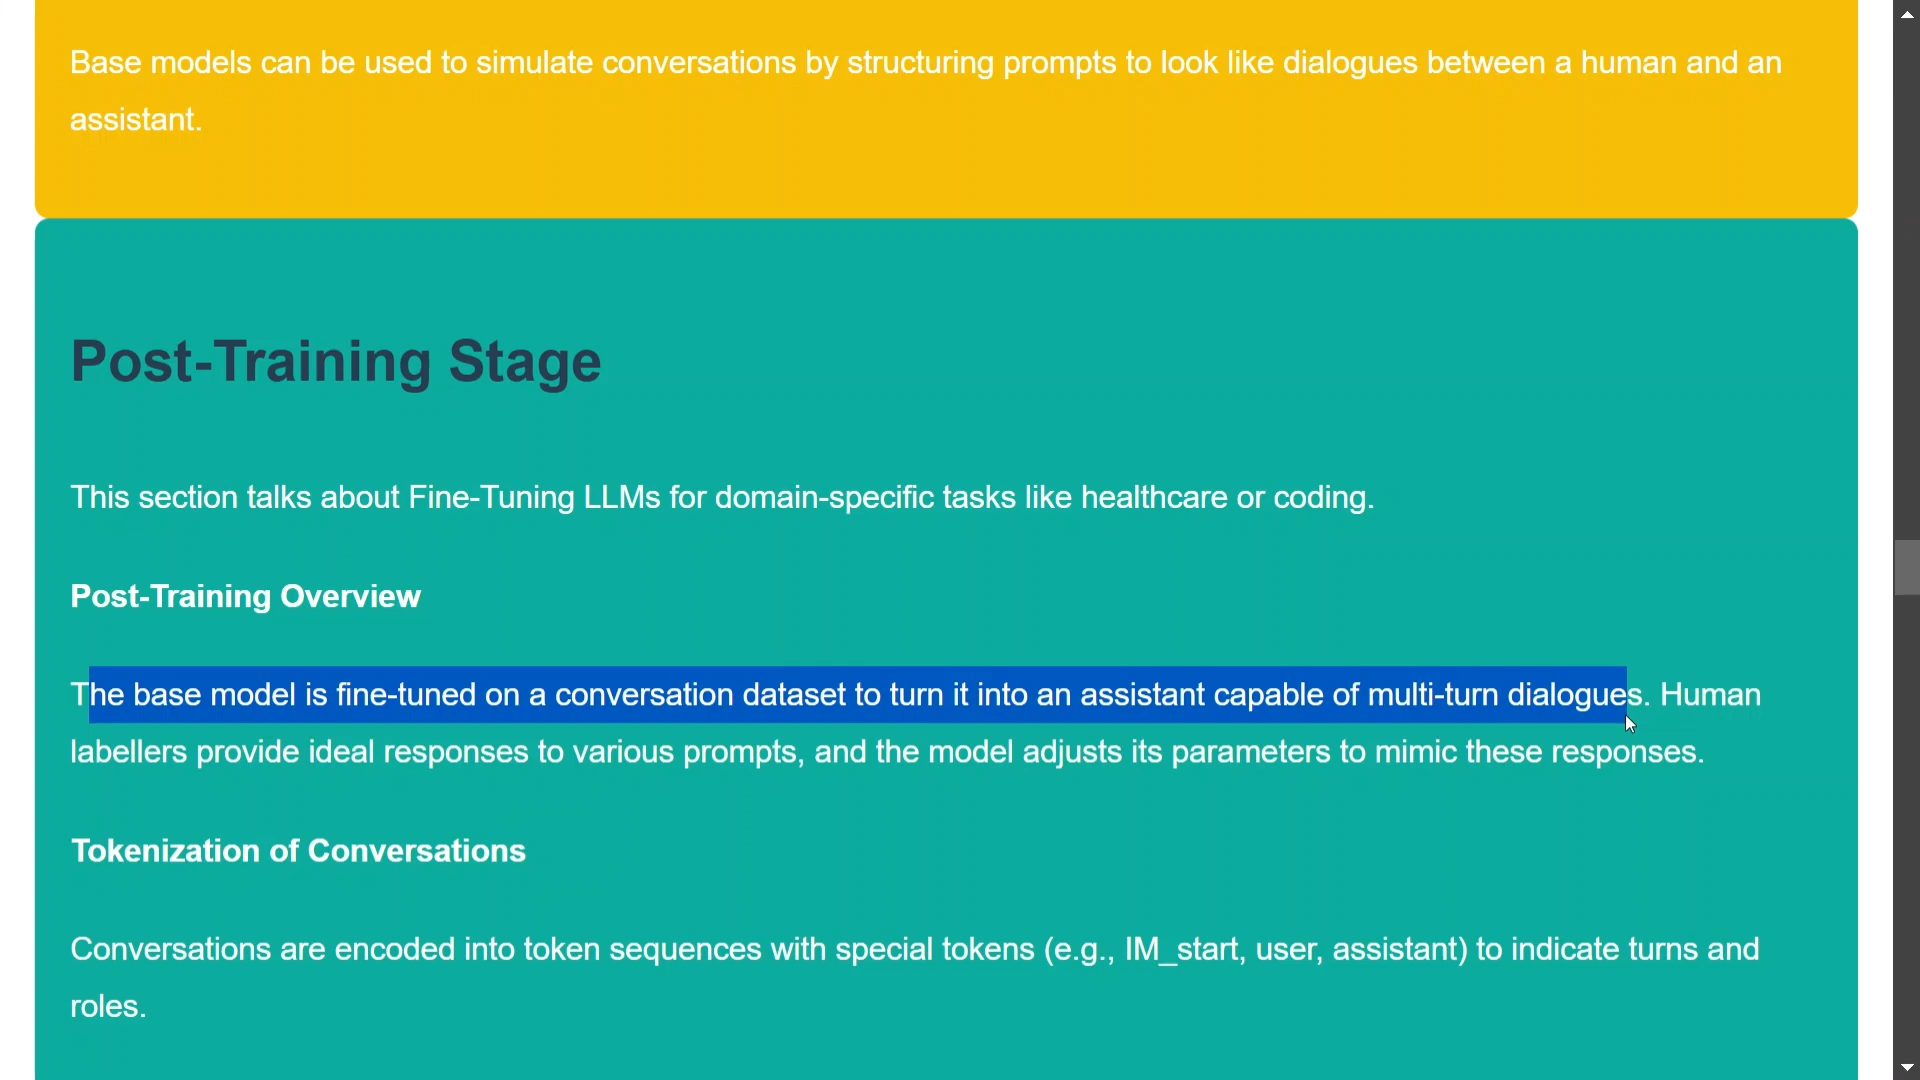 Base models can be used to simulate conversations by structuring prompts to look like dialogues between a human and an
assistant.
Post-Training Stage
This section talks about Fine-Tuning LLMs for domain-specific tasks like healthcare or coding.
Post-Training Overview
The base model is fine-tuned on a conversation dataset to turn it into an assistant capable of multi-turn dialogues. Human
labellers provide ideal responses to various prompts, and the model adjusts its parameters to mimic these responses.
Tokenization of Conversations
Conversations are encoded into token sequences with special tokens (e.g., IM_start, user, assistant) to indicate turns and
roles.